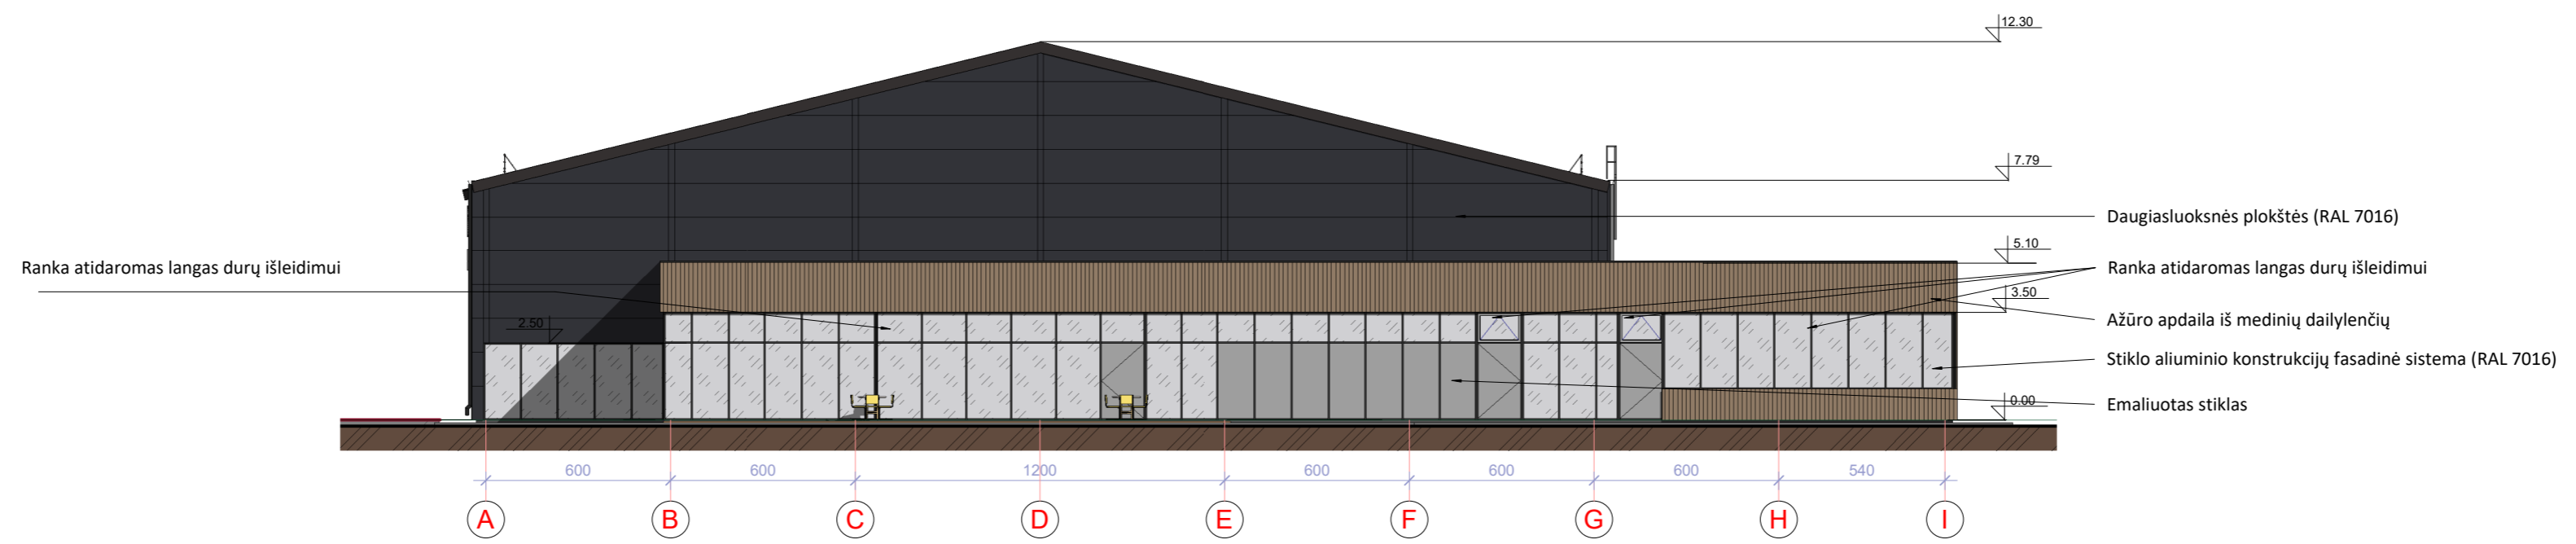 12.30
7.79
Daugiasluoksnės plokštės (RAL 7016)
5.10
Ranka atidaromas langas durų išleidimui
Ranka atidaromas langas durų išleidimui
3.50
2.50
Ažūro apdaila iš medinių dailylenčių
Stiklo aliuminio konstrukcijų fasadinė sistema (RAL 7016)
Emaliuotas stiklas
0.00
600 600 1200 600 600 600 540
A B C D E F G H I